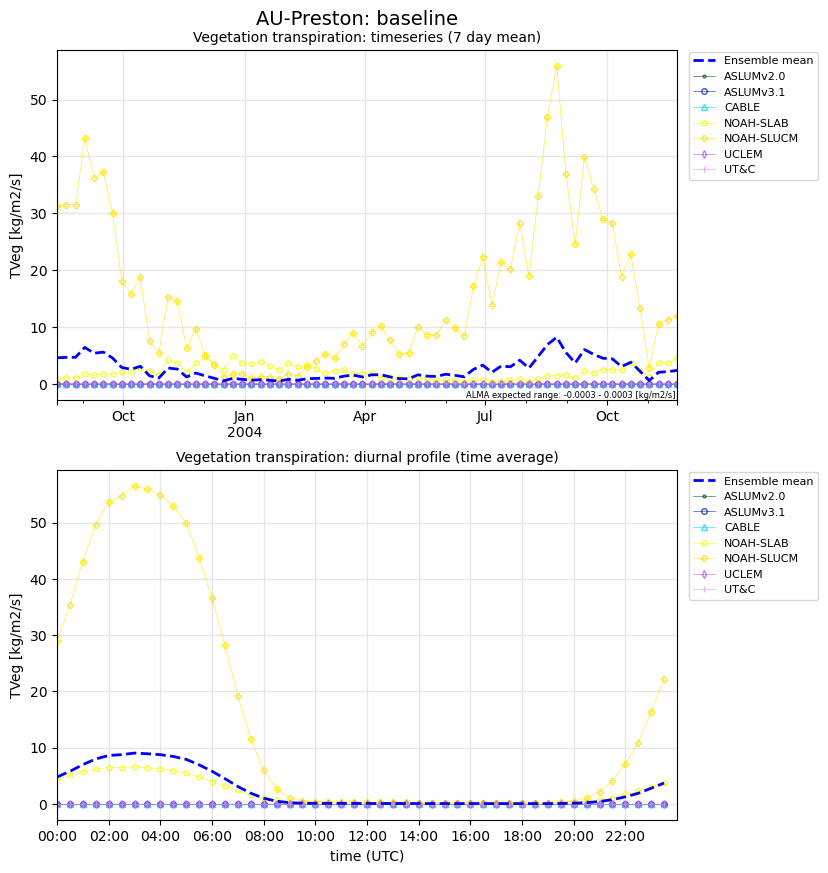 AU-Preston: baseline
Vegetation transpiration: timeseries (7 day mean)
TVeg [kg/m2/s]
50
40
30
20
10
0
Oct
Jan
2004
Apr
Jul
Oct
ALMA expected range: -0.0003 - 0.0003 [kg/m2/s]
Ensemble mean
ASLUMv2.0
ASLUMv3.1
CABLE
NOAH-SLAB
NOAH-SLUCM
UCLEM
UT&C
Vegetation transpiration: diurnal profile (time average)
TVeg [kg/m2/s]
50
40
30
20
10
0
00:00
02:00
04:00
06:00
08:00
10:00
12:00
14:00
16:00
18:00
20:00
22:00
time (UTC)
Ensemble mean
ASLUMv2.0
ASLUMv3.1
CABLE
NOAH-SLAB
NOAH-SLUCM
UCLEM
UT&C